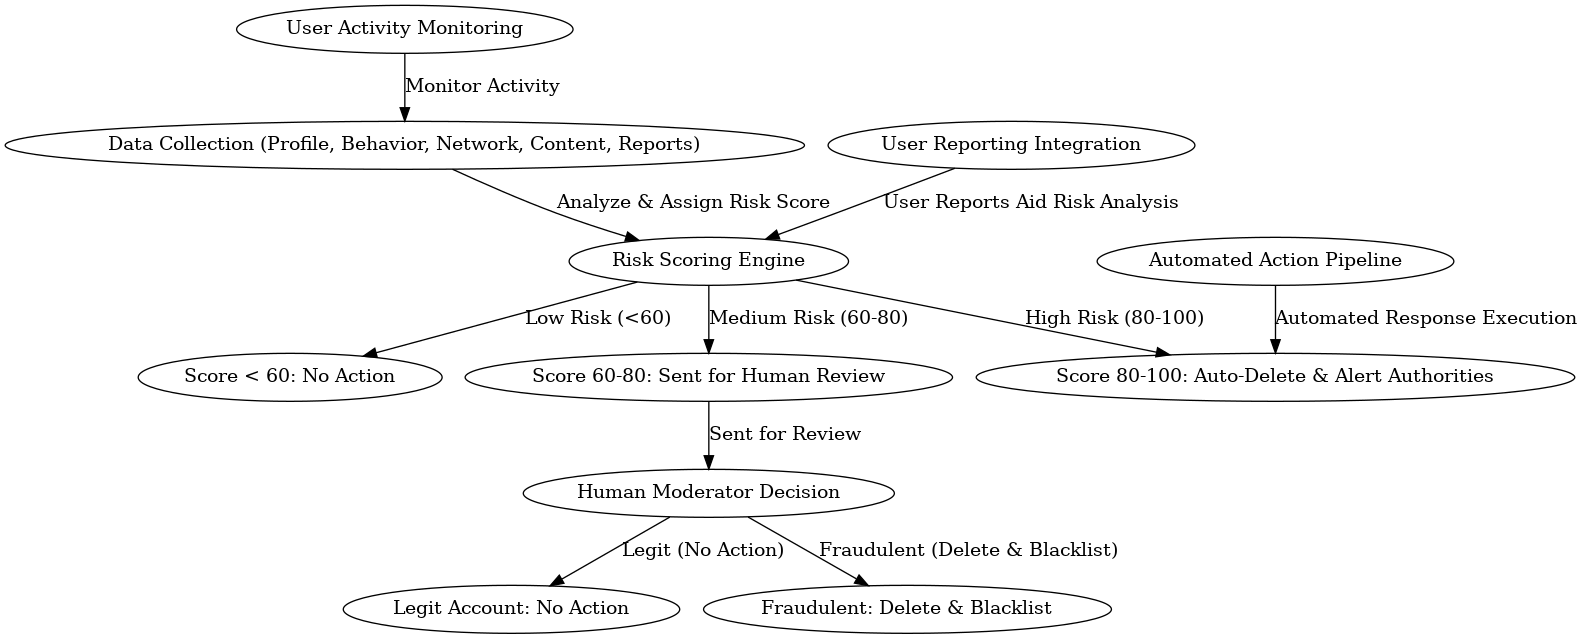 User Activity Monitoring
Monitor Activity
Data Collection (Profile, Behavior, Network, Content, Reports)
User Reporting Integration
Analyze & Assign Risk Score
User Reports Aid Risk Analysis
Risk Scoring Engine
Automated Action Pipeline
Low Risk (<60)
Medium Risk (60-80)
High Risk (80-100)
Automated Response Execution
Score < 60: No Action
Score 60-80: Sent for Human Review
Score 80-100: Auto-Delete & Alert Authorities
Sent for Review
Human Moderator Decision
Legit (No Action)
Fraudulent (Delete & Blacklist)
Legit Account: No Action
Fraudulent: Delete & Blacklist